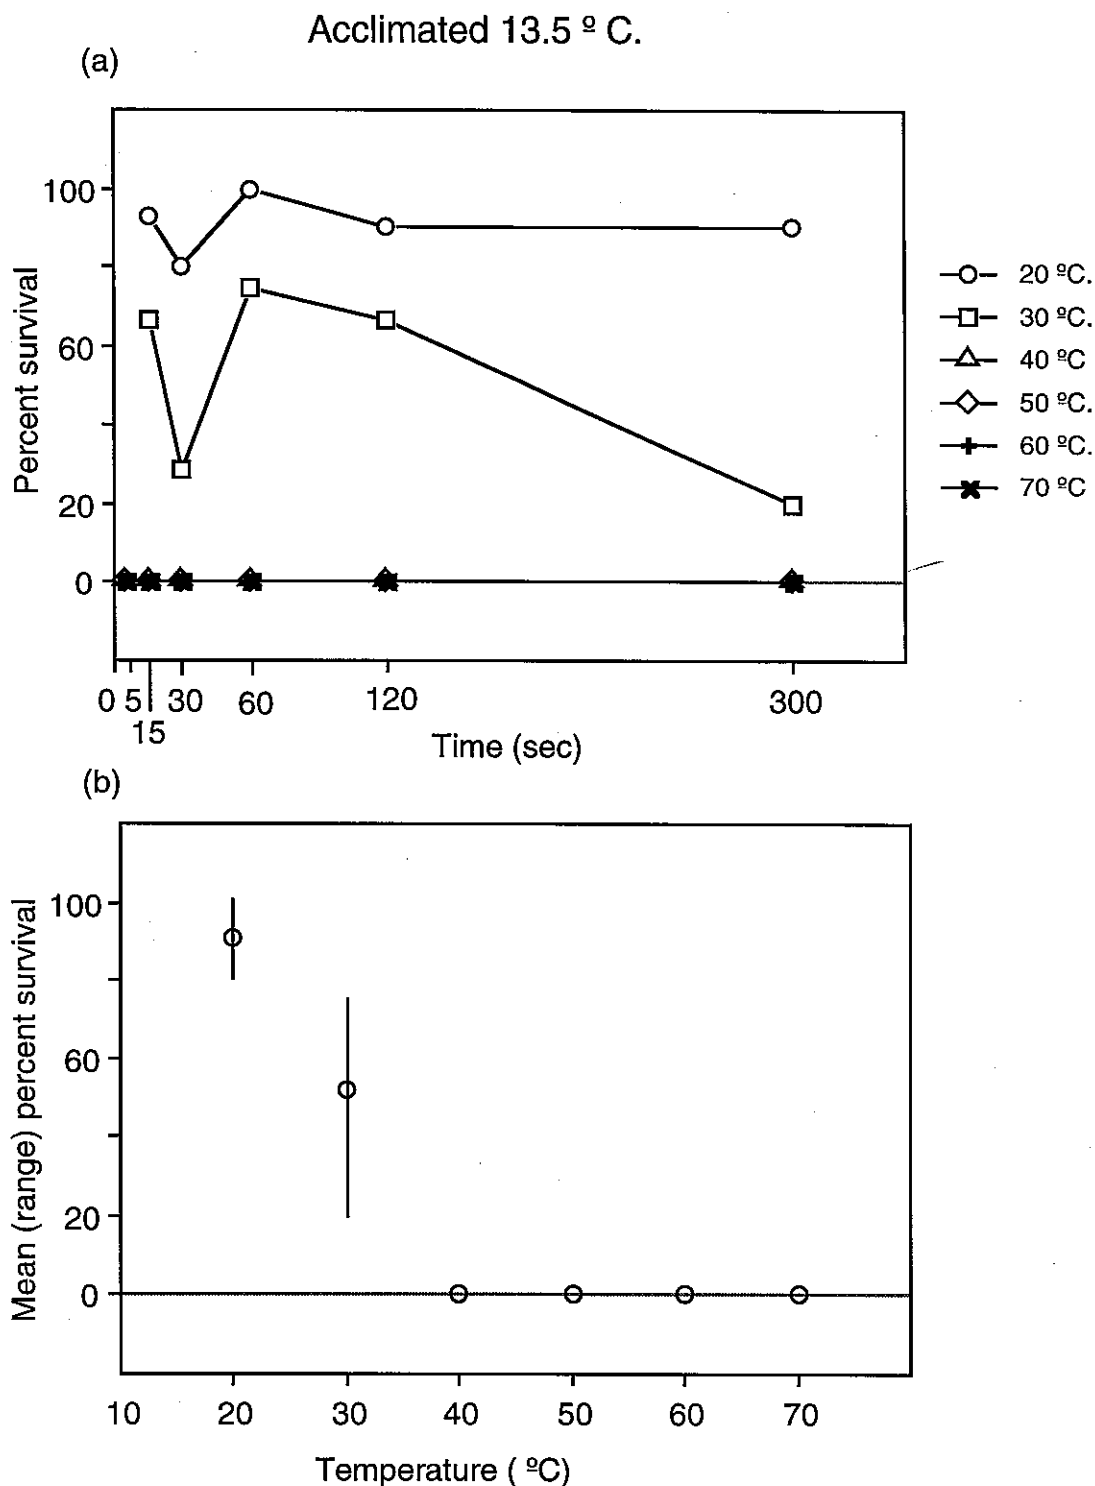 Acclimated 13.5 º C.
(a)
100
60
20
0
Percent survival
20 ºC.
30 ºC.
40 ºC
50 ºC.
60 ºC.
70 ºC
0 5 30 60 120 300
15
Time (sec)
(b)
100
60
20
0
Mean (range) percent survival
10 20 30 40 50 60 70
Temperature ( ºC)